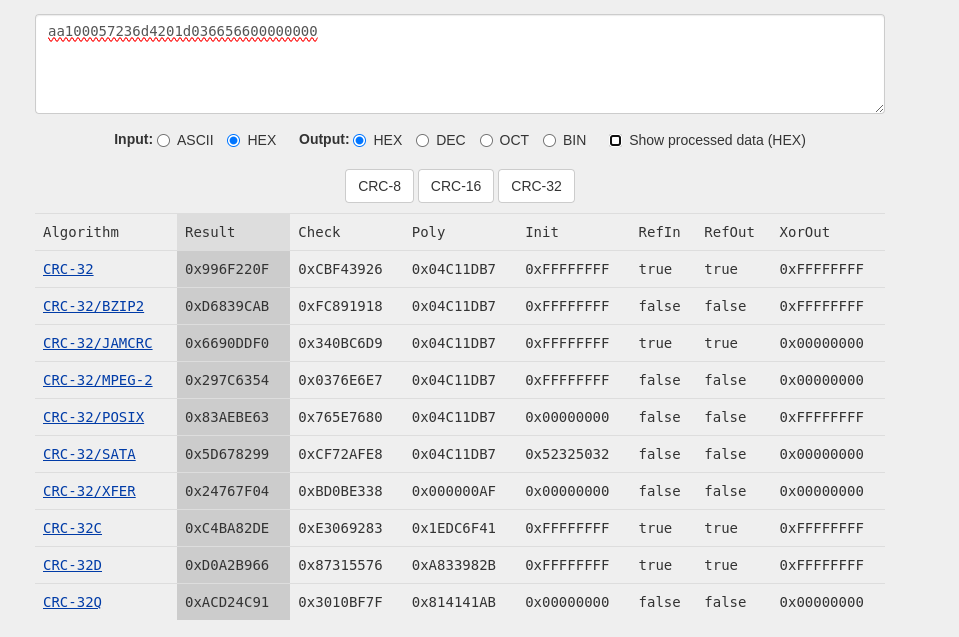 aa100057236d4201d036656600000000
Input: ASCII HEX Output: HEX DEC OCT BIN Show processed data (HEX)
CRC-8 CRC-16 CRC-32
Algorithm Result Check Poly Init RefIn RefOut XorOut
CRC-32 0x996F220F 0xCBF43926 0x04C11DB7 0xFFFFFFFF true true 0xFFFFFFFF
CRC-32/BZIP2 0xD6839CAB 0xFC891918 0x04C11DB7 0xFFFFFFFF false false 0xFFFFFFFF
CRC-32/JAMCRC 0x6690DDF0 0x340BC6D9 0x04C11DB7 0xFFFFFFFF true true 0x00000000
CRC-32/MPEG-2 0x297C6354 0x0376E6E7 0x04C11DB7 0xFFFFFFFF false false 0x00000000
CRC-32/POSIX 0x83AEBE63 0x765E7680 0x04C11DB7 0x00000000 false false 0xFFFFFFFF
CRC-32/SATA 0x5D678299 0xCF72AFE8 0x04C11DB7 0x52325032 false false 0x00000000
CRC-32/XFER 0x24767F04 0xBD0BE338 0x000000AF 0x00000000 false false 0x00000000
CRC-32C 0xC4BA82DE 0xE3069283 0x1EDC6F41 0xFFFFFFFF true true 0xFFFFFFFF
CRC-32D 0xD0A2B966 0x87315576 0xA833982B 0xFFFFFFFF true true 0xFFFFFFFF
CRC-32Q 0xACD24C91 0x3010BF7F 0x814141AB 0x00000000 false false 0x00000000